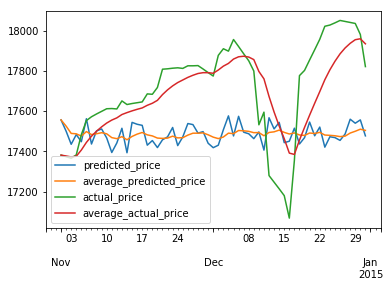 18000
17800
17600
17400
17200
predicted_price
average_predicted_price
actual_price
average_actual_price
03 10 17 24 08 15 22 29
Nov Dec Jan
2015